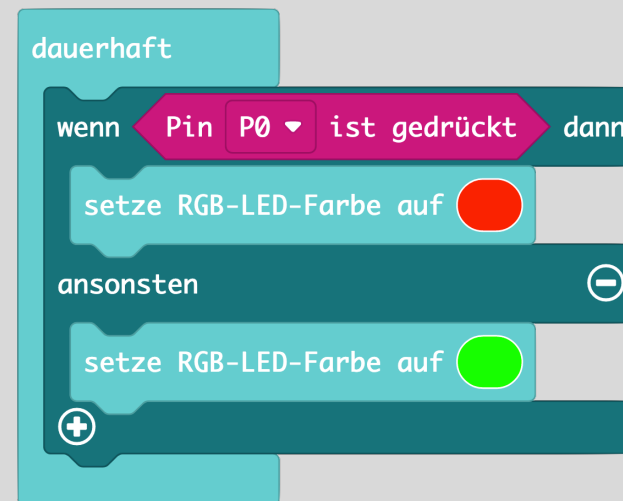 dauerhaft
wenn Pin P0 ist gedrückt dann
setze RGB-LED-Farbe auf
ansonsten
setze RGB-LED-Farbe auf